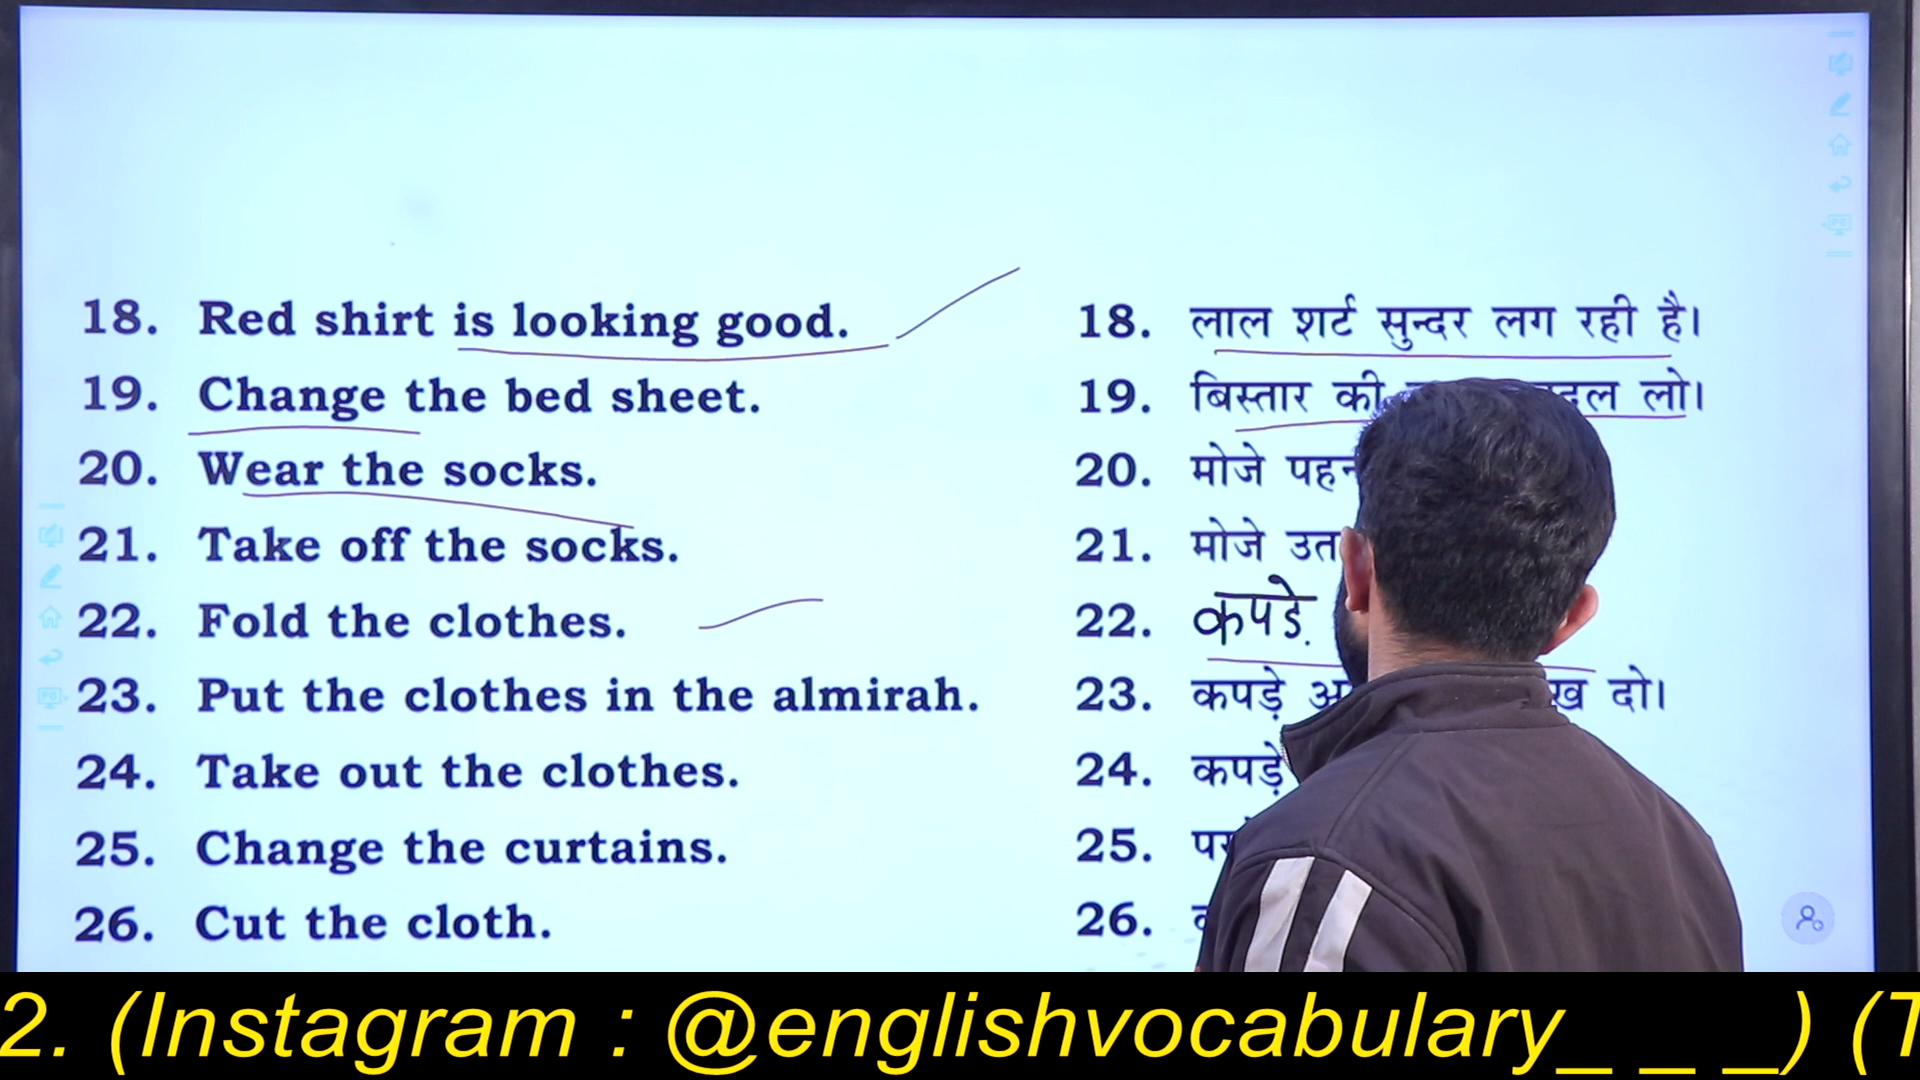 18. Red shirt is looking good.
19. Change the bed sheet.
20. Wear the socks.
21. Take off the socks.
22. Fold the clothes.
23. Put the clothes in the almirah.
24. Take out the clothes.
25. Change the curtains.
26. Cut the cloth.
18. लाल शर्ट सुन्दर लग रही है।
19. बिस्तार की लो।
20. मोजे
21. मोजे
22. कपडे
23. कपड़े दो।
24. कपड़े
25.
26.
2. (Instagram : @englishvocabulary_ _ _) (T